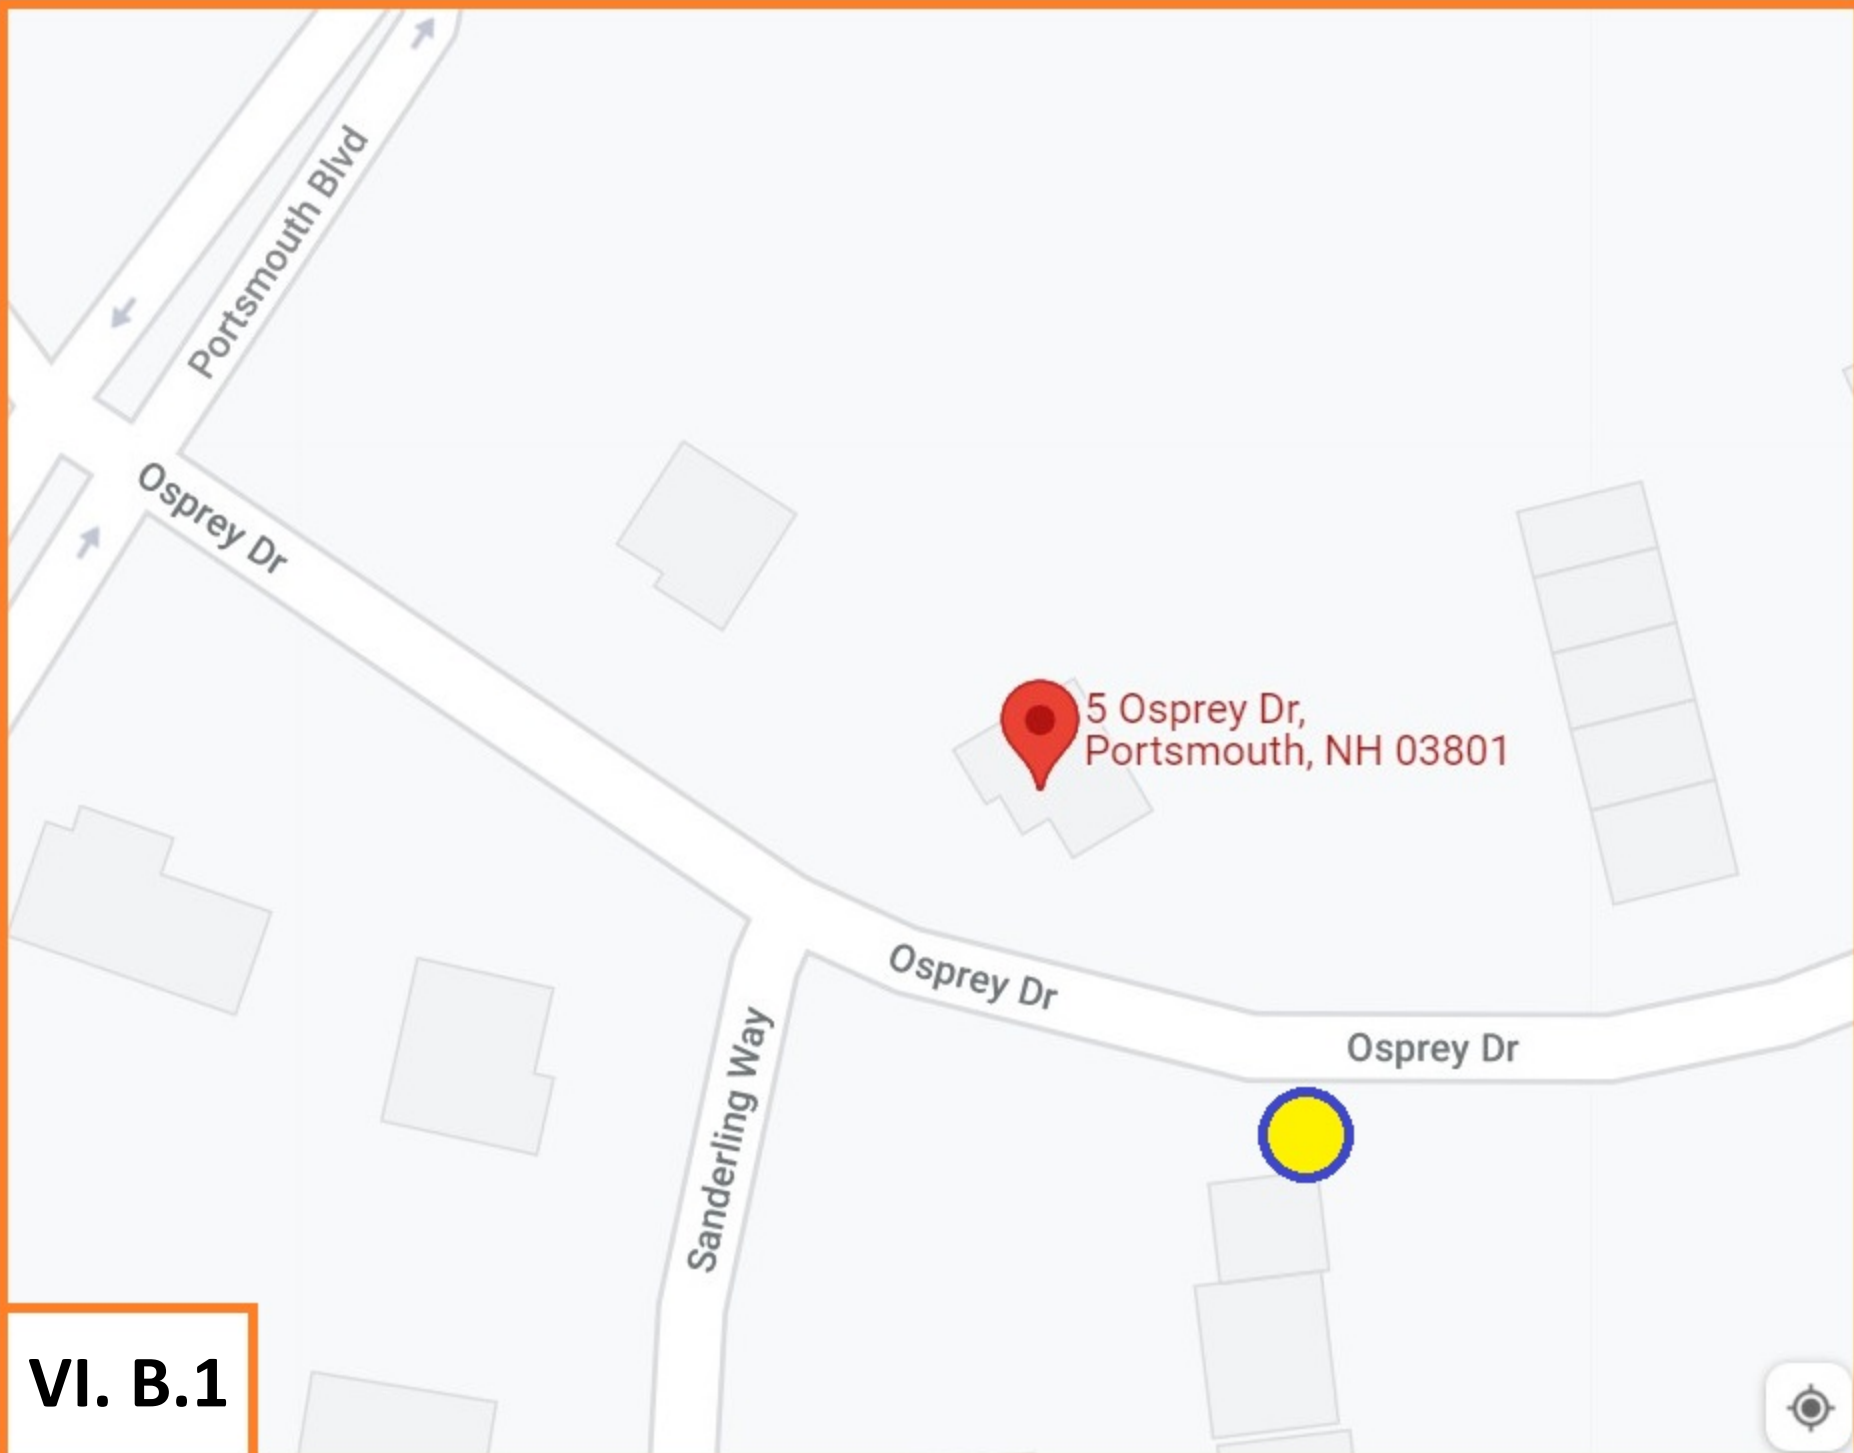 Portsmouth Blvd
Osprey Dr
5 Osprey Dr,
Portsmouth, NH 03801
Osprey Dr
Osprey Dr
Sanderling Way
VI. B.1